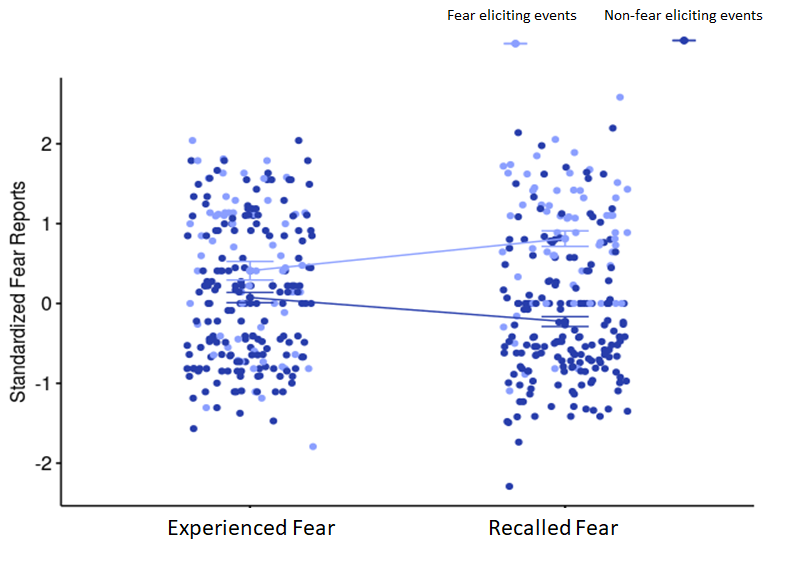 Fear eliciting events Non-fear eliciting events
Standardized Fear Reports
2
1
0
-1
-2
Experienced Fear Recalled Fear